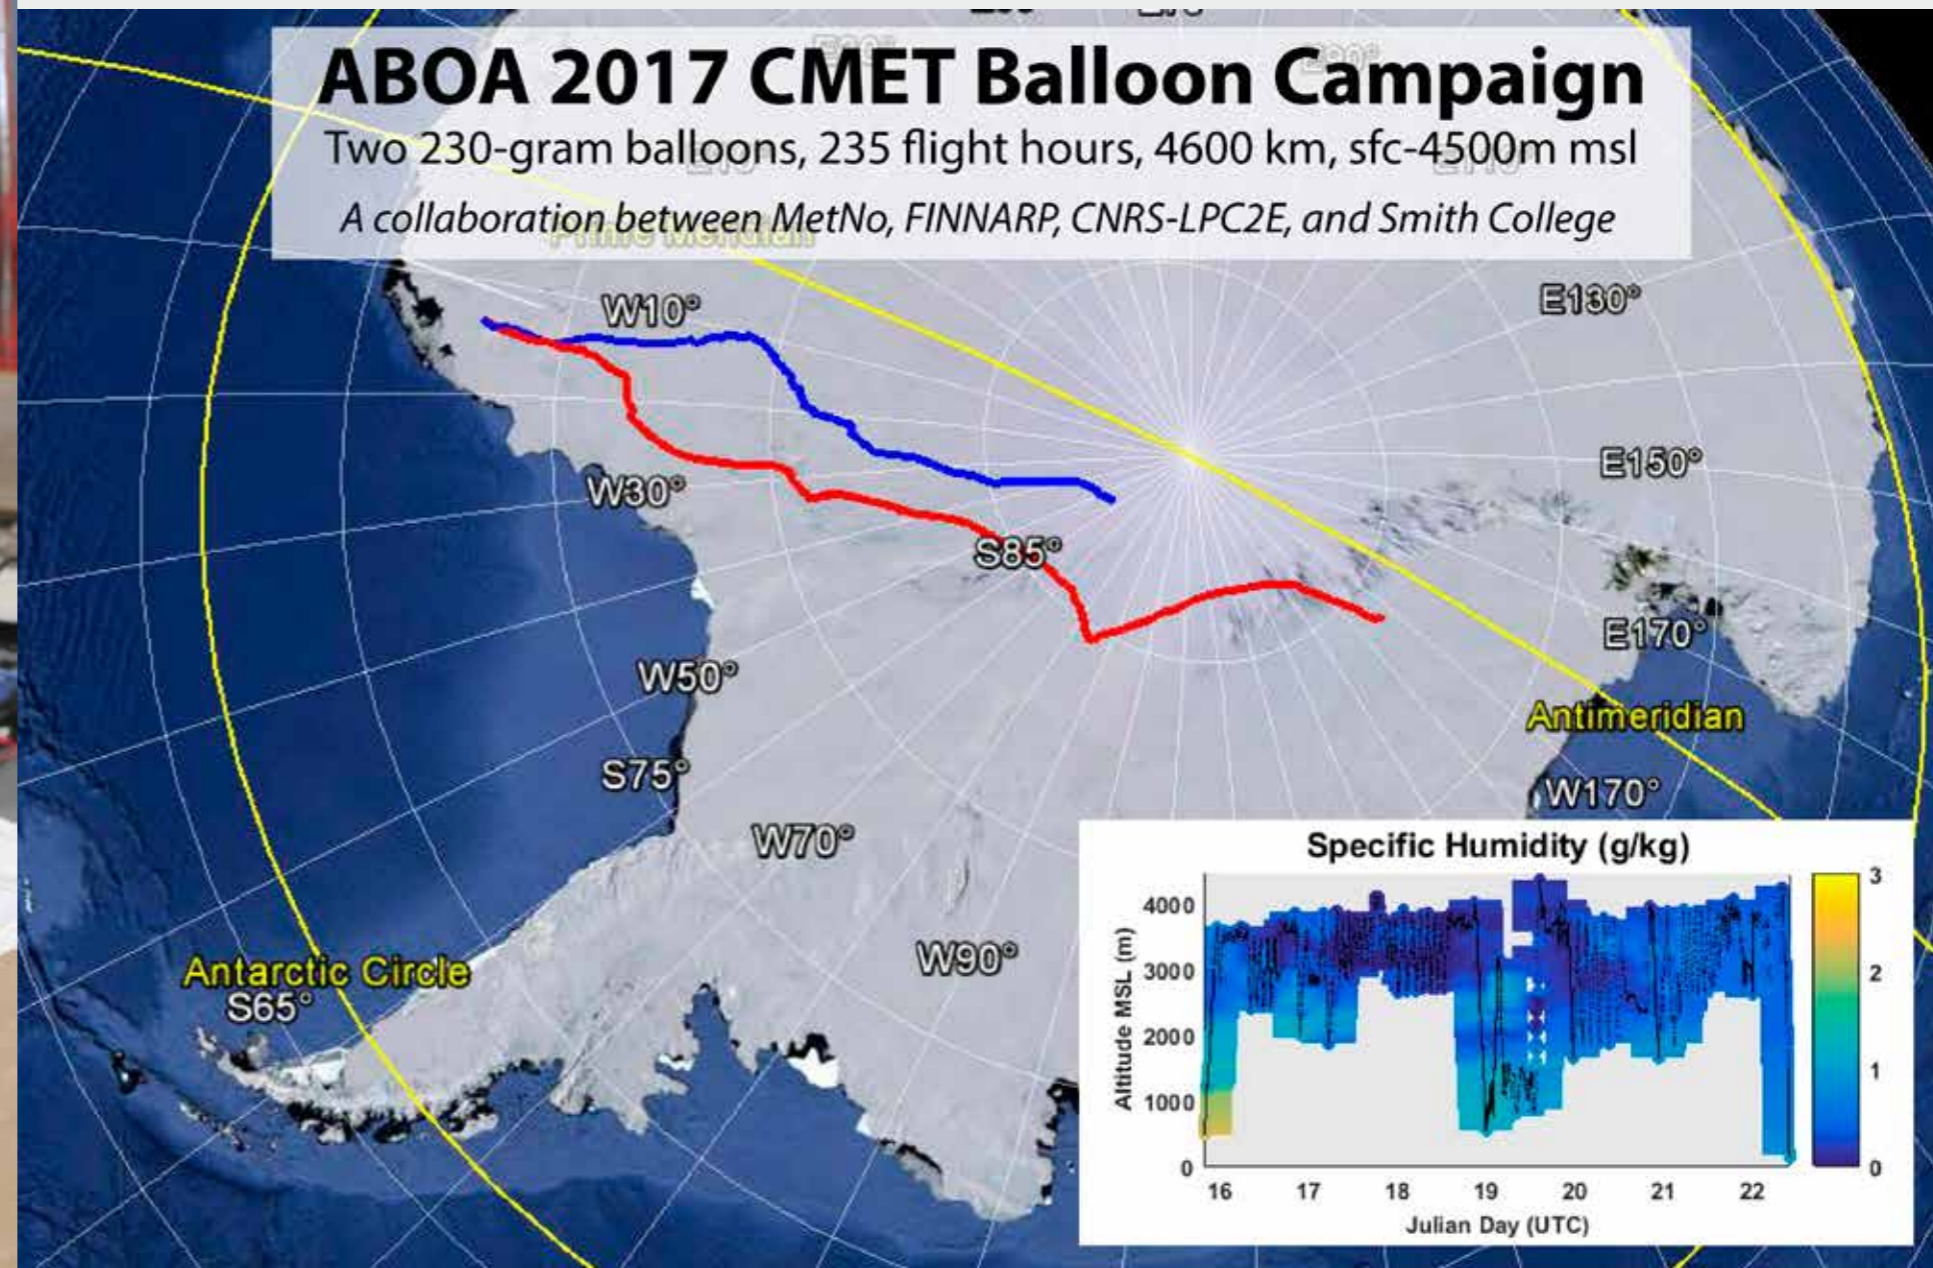 ABOA 2017 CMET Balloon Campaign
Two 230-gram balloons, 235 flight hours, 4600 km, sfc-4500m msl
A collaboration between MetNo, FINNARP, CNRS-LPC2E, and Smith College
Prime Meridian
W10°
E130°
E150°
W30°
S85°
E170°
W50°
Antimeridian
S75°
W170°
W70°
W90°
Antarctic Circle
S65°
Specific Humidity (g/kg)
Altitude MSL (m)
4000
3000
2000
1000
0
16 17 18 19 20 21 22
Julian Day (UTC)
3
2
1
0